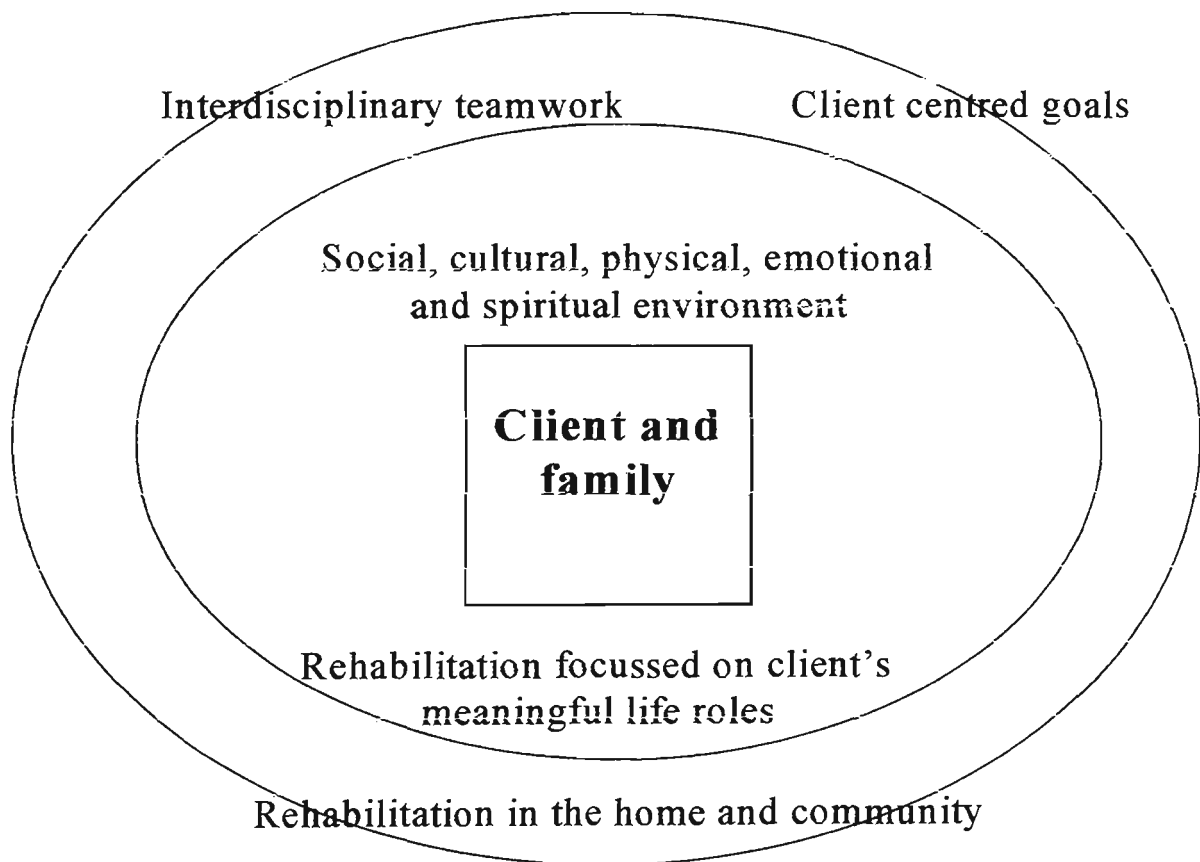 Interdisciplinary teamwork
Client centred goals
Social, cultural, physical, emotional
and spiritual environment
Client and
family
Rehabilitation focussed on client's
meaningful life roles
Rehabilitation in the home and community